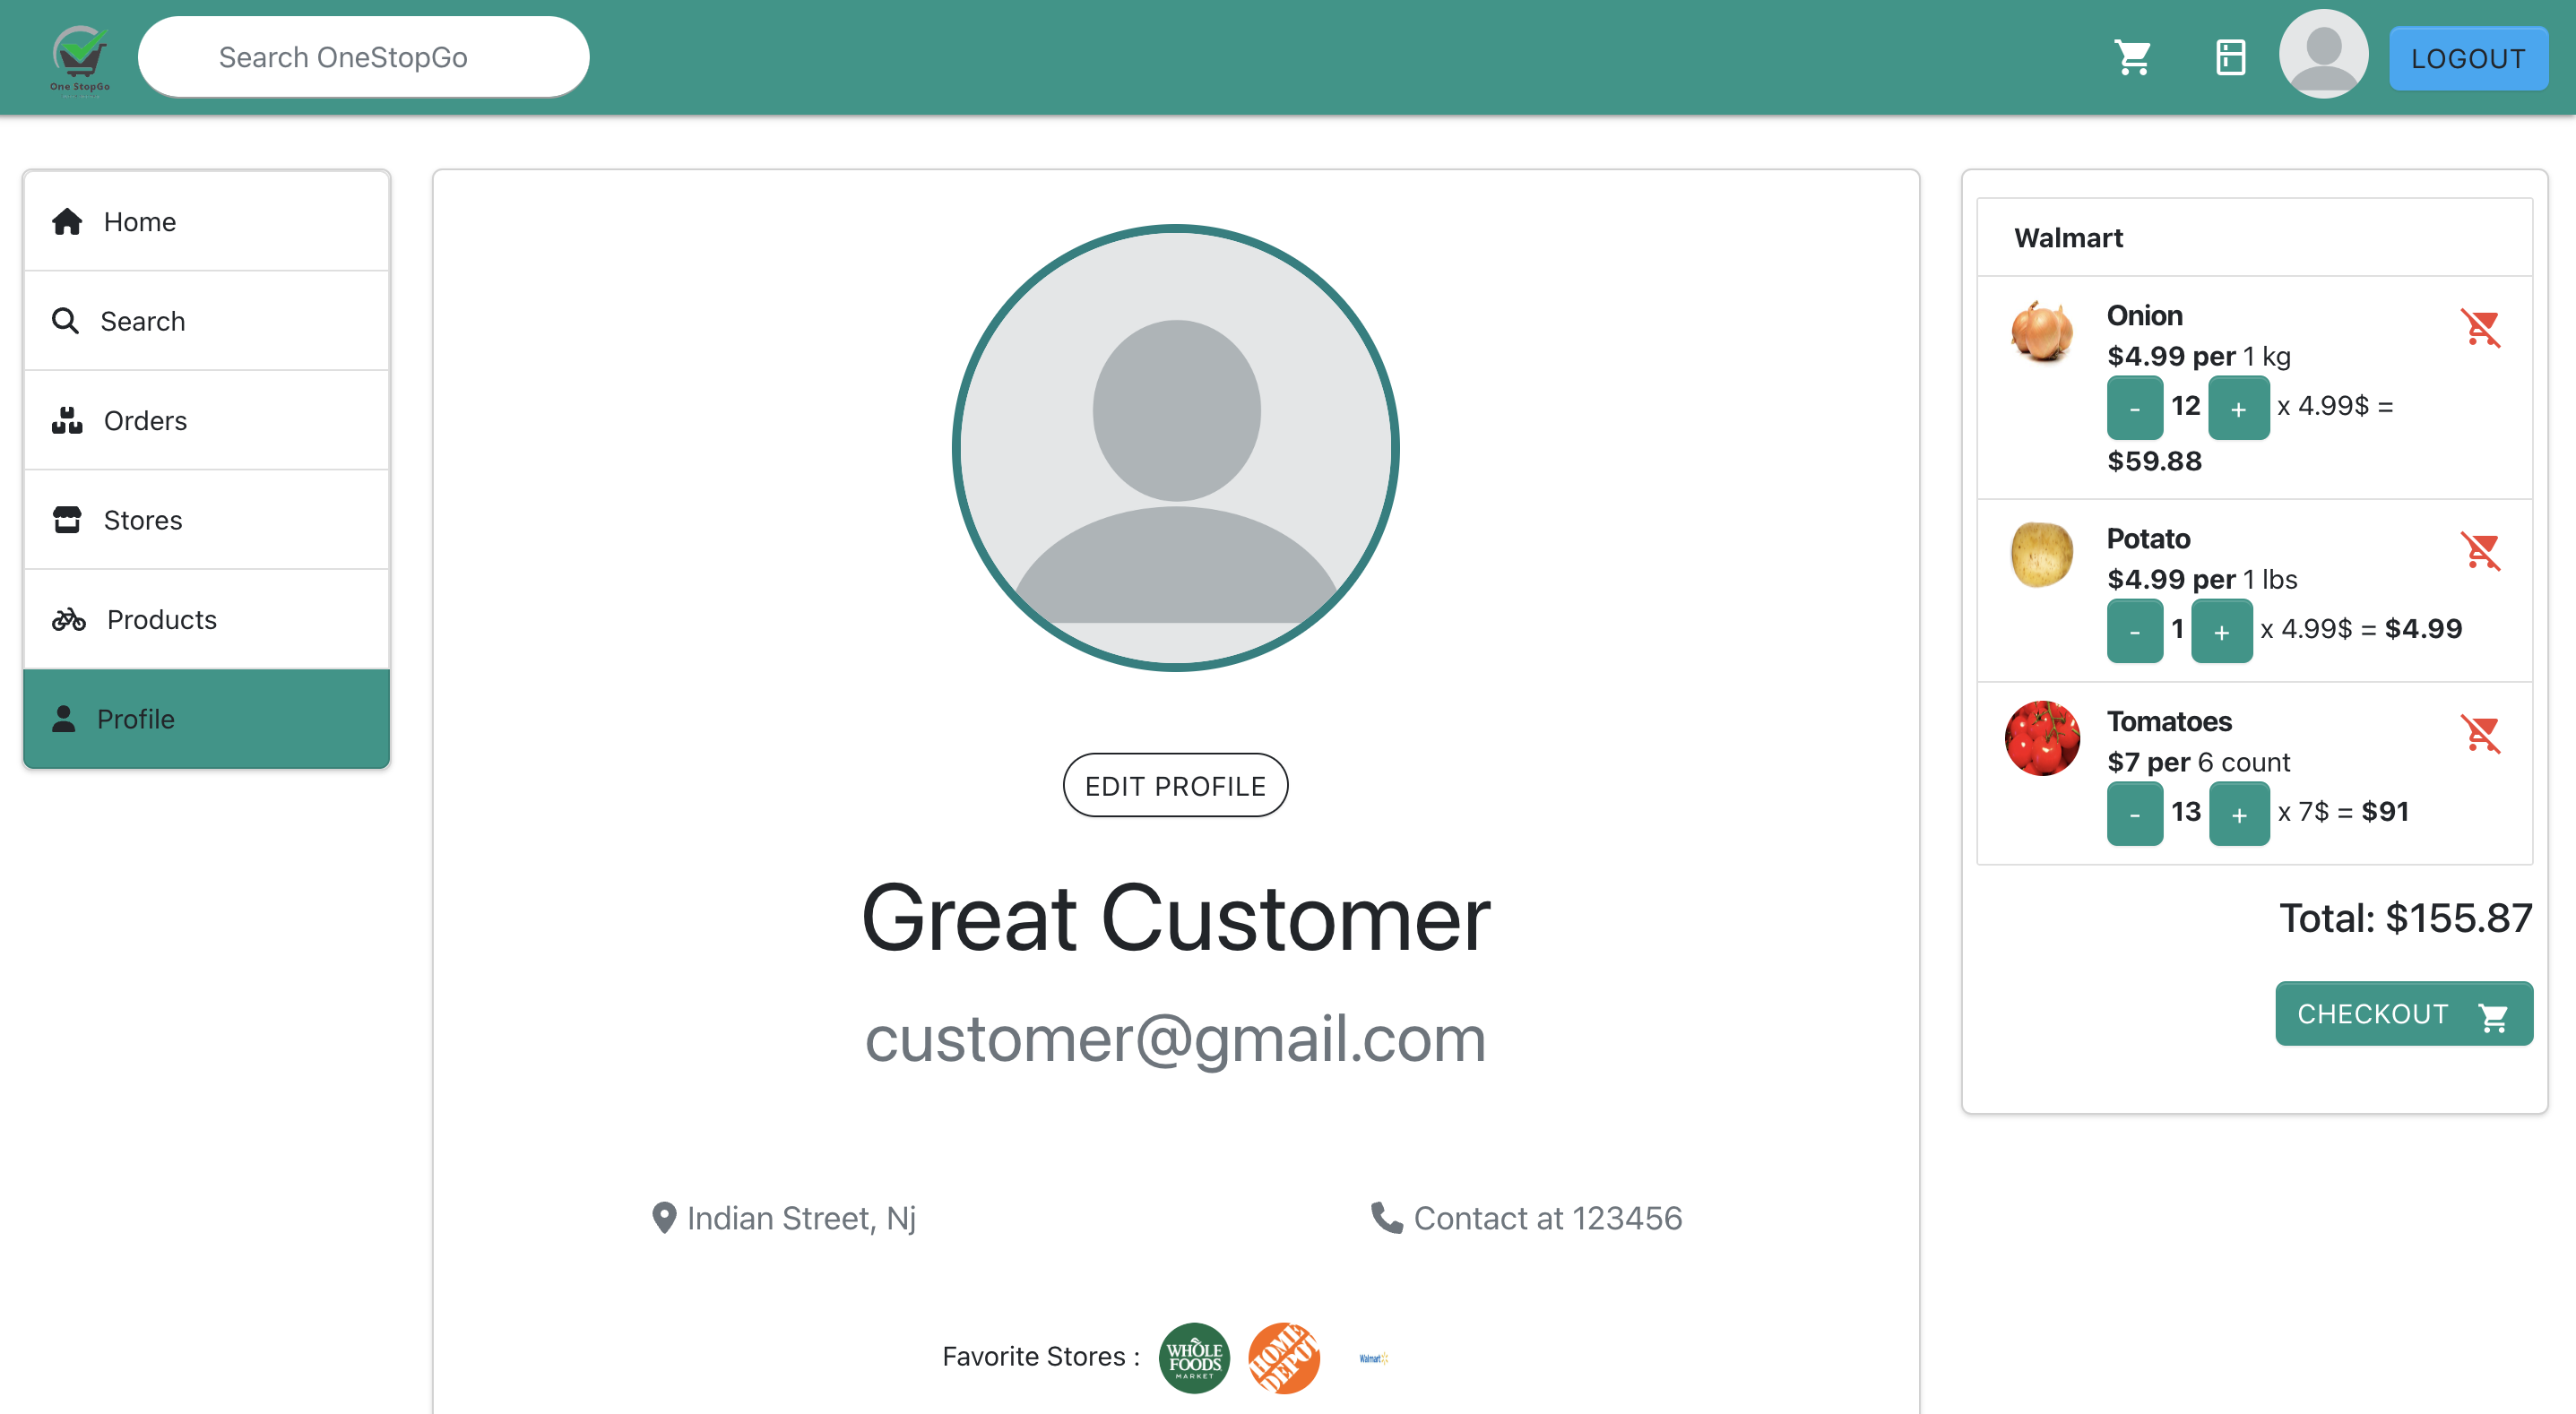 One StopGo
Search OneStopGo
LOGOUT
Home
Search
Orders
Stores
Products
Profile
EDIT PROFILE
Great Customer
customer@gmail.com
Indian Street, Nj
Contact at 123456
Favorite Stores :
WHOLE
FOODS
MARKET
HOME
DEPOT
Walmart
Walmart
Onion
$4.99 per 1 kg
- 12 + x 4.99$ =
$59.88
Potato
$4.99 per 1 lbs
- 1 + x 4.99$ = $4.99
Tomatoes
$7 per 6 count
- 13 + x 7$ = $91
Total: $155.87
CHECKOUT